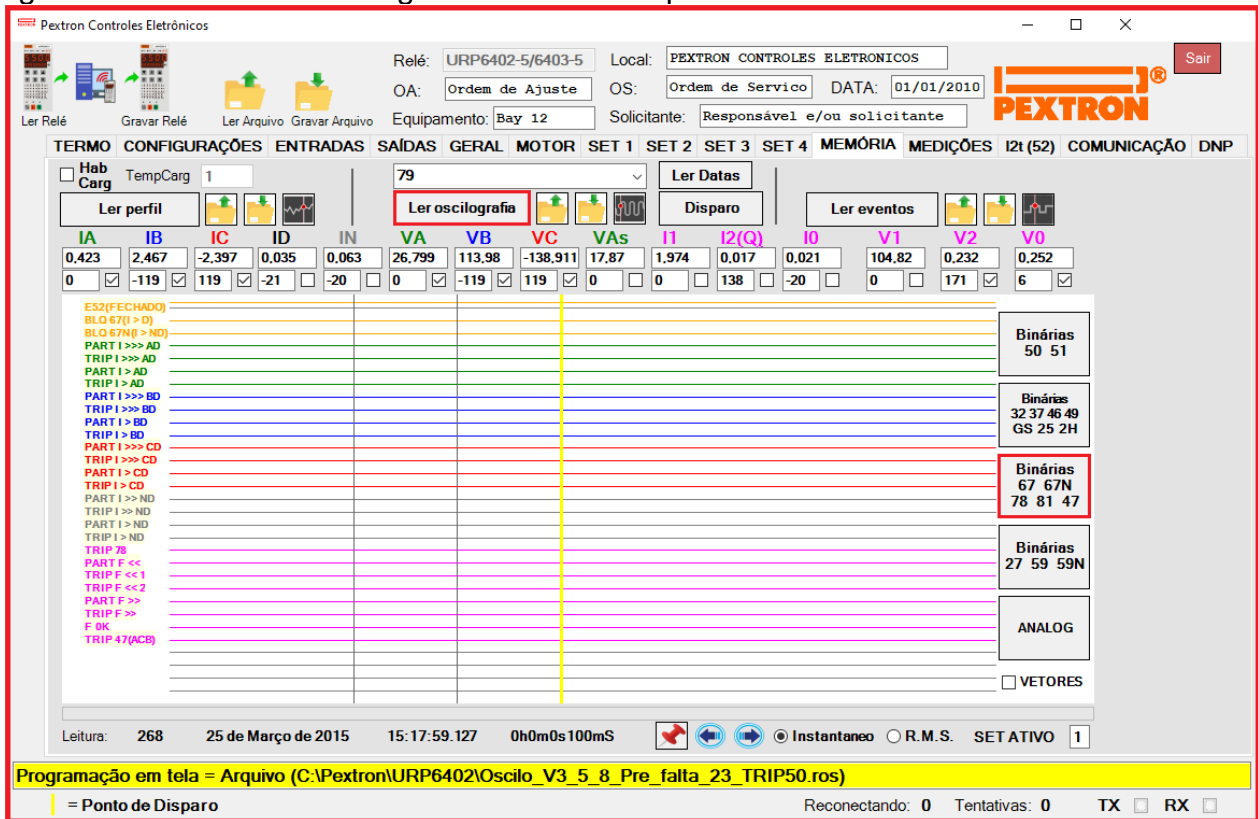 Pextron Controles Eletrônicos
Relé: URP6402-5/6403-5 Local: PEXTRON CONTROLES ELETRONICOS Sair
OA: Ordem de Ajuste OS: Ordem de Servico DATA: 01/01/2010
PEXTRON®
Ler Relé Gravar Relé Ler Arquivo Gravar Arquivo Equipamento: Bay 12 Solicitante: Responsável e/ou solicitante
TERMO CONFIGURAÇÕES ENTRADAS SAÍDAS GERAL MOTOR SET 1 SET 2 SET 3 SET 4 MEMÓRIA MEDIÇÕES I2t (52) COMUNICAÇÃO DNP
Hab Carg TempCarg 1 79 Ler Datas
Ler perfil Ler oscilografia Disparo Ler eventos
IA IB IC ID IN VA VB VC VAs I1 I2(Q) I0 V1 V2 V0
0,423 2,467 -2,397 0,035 0,063 26,799 113,98 -138,911 17,87 1,974 0,017 0,021 104,82 0,232 0,252
0 -119 119 -21 -20 0 -119 119 0 0 138 -20 0 171 6
E52(FECHADO)
BLQ 67(I > D)
BLQ 67N(I > ND)
PART I >>> AD
TRIP I >>> AD
PART I > AD
TRIP I > AD
PART I >>> BD
TRIP I >>> BD
PART I > BD
TRIP I > BD
PART I >>> CD
TRIP I >>> CD
PART I > CD
TRIP I > CD
PART I >> ND
TRIP I >> ND
PART I > ND
TRIP I > ND
TRIP 78
PART F <<
TRIP F << 1
TRIP F << 2
PART F >>
TRIP F >>
F 0K
TRIP 47(ACB)
Binárias
50 51
Binárias
32 37 46 49
GS 25 2H
Binárias
67 67N
78 81 47
Binárias
27 59 59N
ANALOG
VETORES
Leitura: 268 25 de Março de 2015 15:17:59.127 0h0m0s100mS Instantaneo R.M.S. SET ATIVO 1
Programação em tela = Arquivo (C:\Pextron\URP6402\Oscilo_V3_5_8_Pre_falta_23_TRIP50.ros)
= Ponto de Disparo Reconectando: 0 Tentativas: 0 TX RX